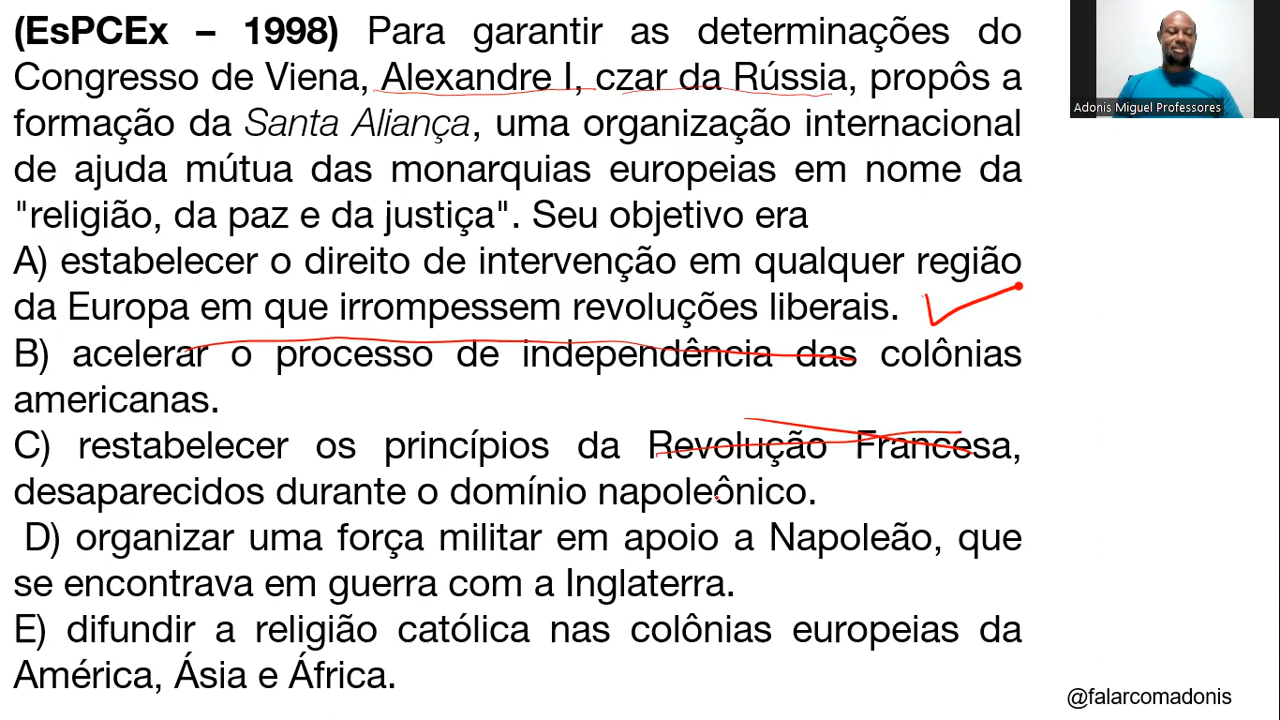 (EsPCEx – 1998) Para garantir as determinações do
Congresso de Viena, Alexandre I, czar da Rússia, propôs a
formação da Santa Aliança, uma organização internacional
de ajuda mútua das monarquias europeias em nome da
"religião, da paz e da justiça". Seu objetivo era
A) estabelecer o direito de intervenção em qualquer região
da Europa em que irrompessem revoluções liberais.
B) acelerar o processo de independência das colônias
americanas.
C) restabelecer os princípios da Revolução Francesa,
desaparecidos durante o domínio napoleônico.
D) organizar uma força militar em apoio a Napoleão, que
se encontrava em guerra com a Inglaterra.
E) difundir a religião católica nas colônias europeias da
América, Ásia e África.
Adonis Miguel Professores
@falarcomadonis